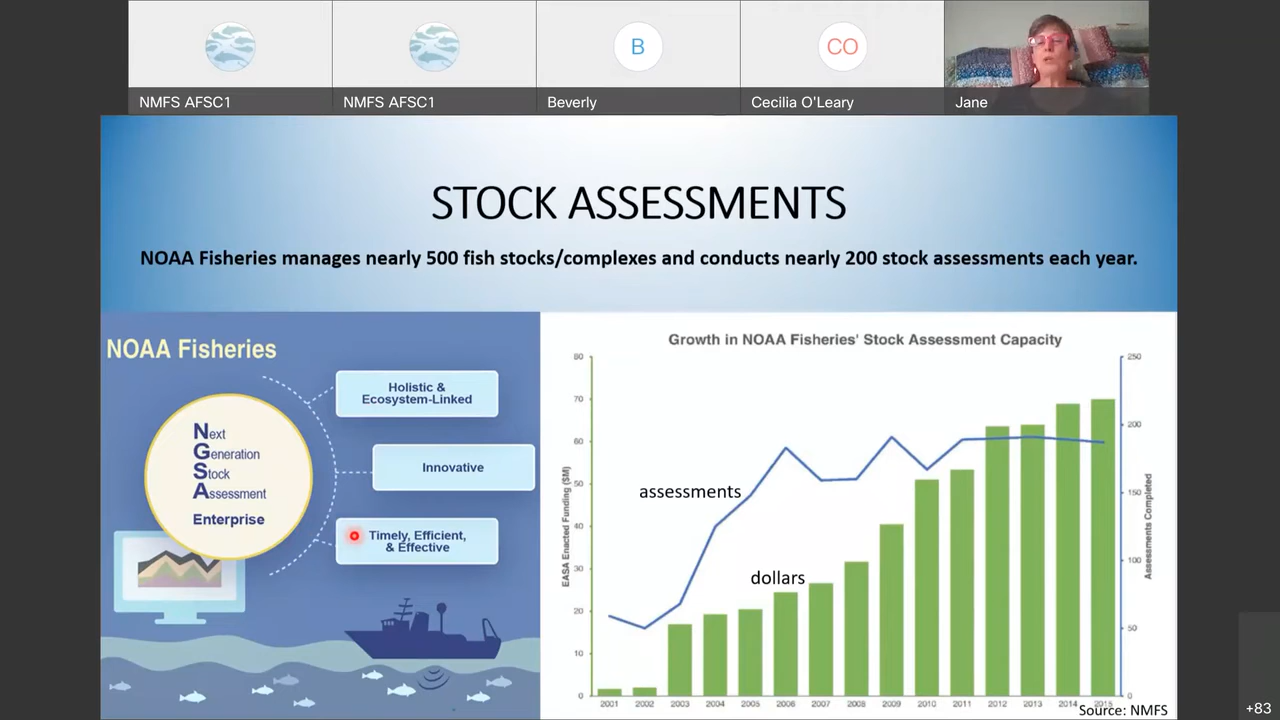 NMFS AFSC1
NMFS AFSC1
B
Beverly
CO
Cecilia O'Leary
Jane
STOCK ASSESSMENTS
NOAA Fisheries manages nearly 500 fish stocks/complexes and conducts nearly 200 stock assessments each year.
NOAA Fisheries
Next
Generation
Stock
Assessment
Enterprise
Holistic &
Ecosystem-Linked
Innovative
Timely, Efficient,
& Effective
Growth in NOAA Fisheries' Stock Assessment Capacity
80
70
60
50
40
30
20
10
0
EASA Enacted Funding ($M)
assessments
dollars
250
200
150
100
50
0
Assessments Completed
2001 2002 2003 2004 2005 2006 2007 2008 2009 2010 2011 2012 2013 2014 2015
Source: NMFS
+83